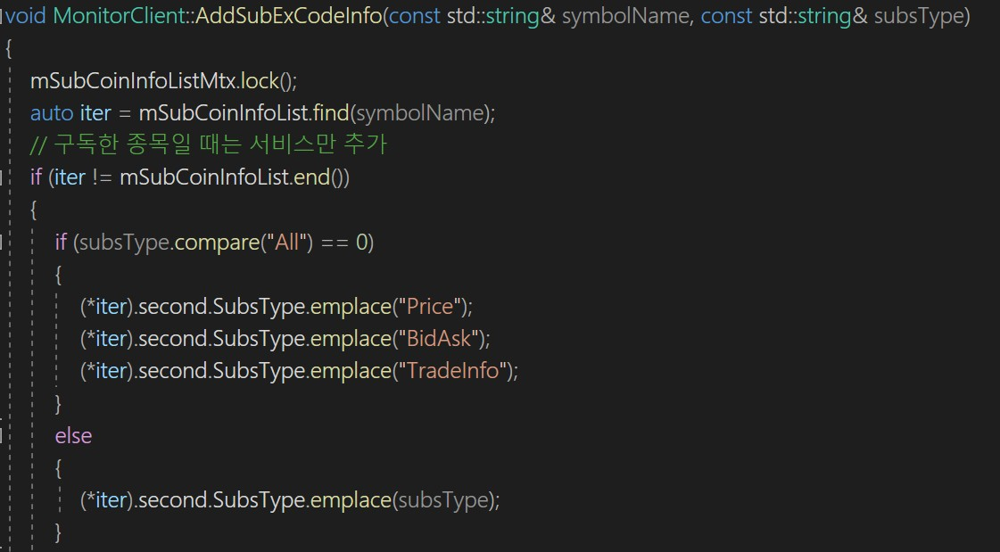 void MonitorClient::AddSubExCodeInfo(const std::string& symbolName, const std::string& subsType)
{
mSubCoinInfoListMtx.lock();
auto iter = mSubCoinInfoList.find(symbolName);
// 구독한 종목일 때는 서비스만 추가
if (iter != mSubCoinInfoList.end())
{
if (subsType.compare("All") == 0)
{
(*iter).second.SubsType.emplace("Price");
(*iter).second.SubsType.emplace("BidAsk");
(*iter).second.SubsType.emplace("TradeInfo");
}
else
{
(*iter).second.SubsType.emplace(subsType);
}